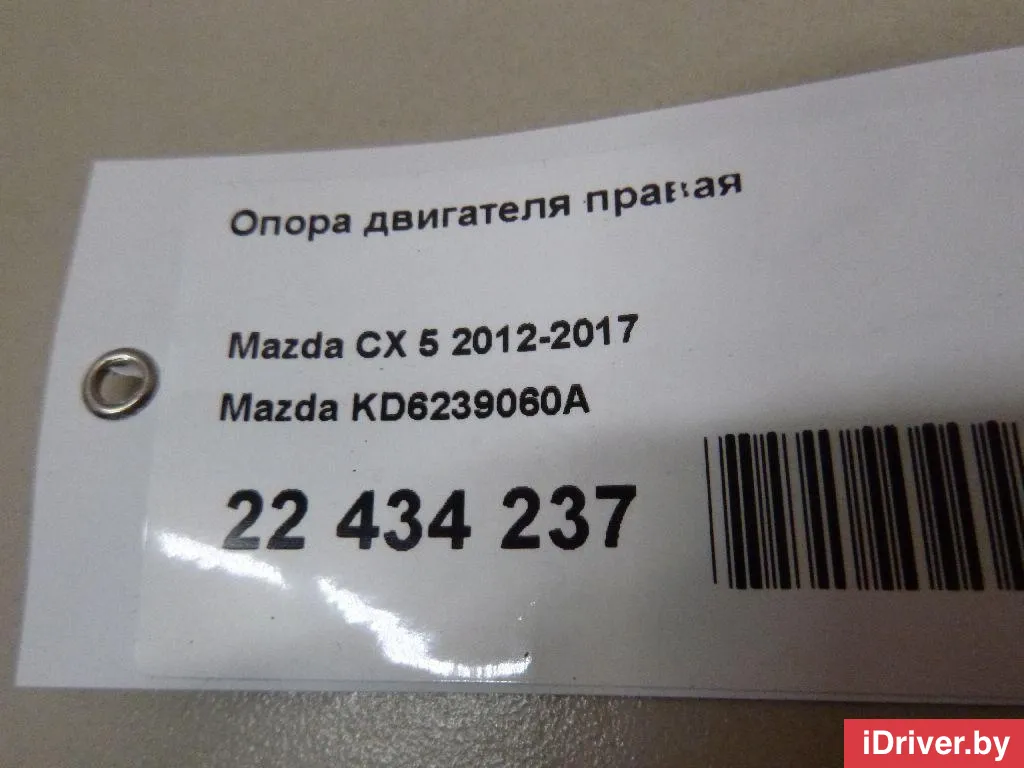 Опора двигателя правая
Mazda CX 5 2012-2017
Mazda KD6239060A
22 434 237
iDriver.by